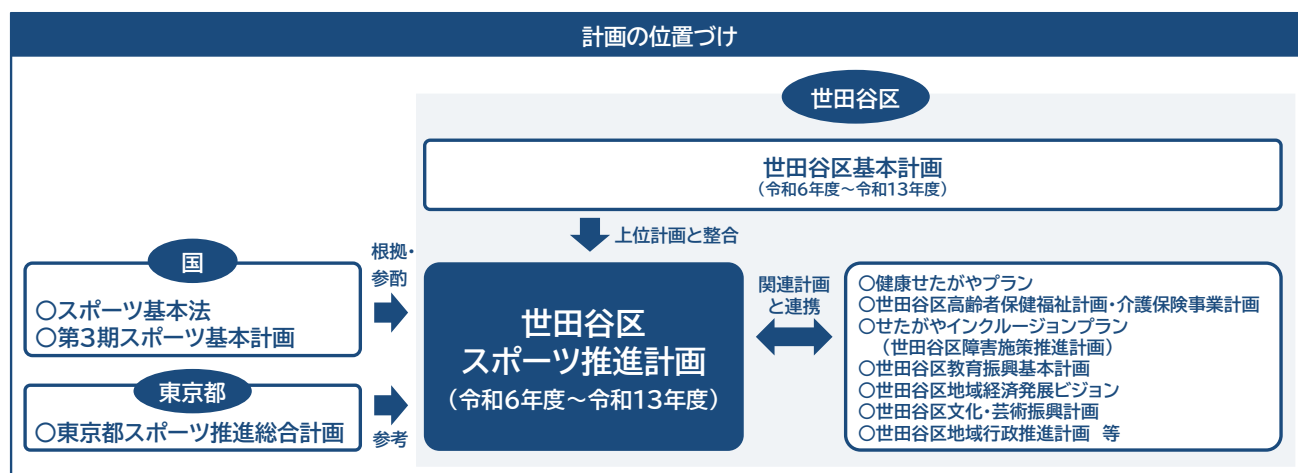 計画の位置づけ
世田谷区
世田谷区基本計画
(令和6年度～令和13年度)
上位計画と整合
国
○スポーツ基本法
○第3期スポーツ基本計画
根拠・
参酌
東京都
○東京都スポーツ推進総合計画
参考
世田谷区
スポーツ推進計画
(令和6年度～令和13年度)
関連計画
と連携
○健康せたがやプラン
○世田谷区高齢者保健福祉計画・介護保険事業計画
○せたがやインクルージョンプラン
(世田谷区障害施策推進計画)
○世田谷区教育振興基本計画
○世田谷区地域経済発展ビジョン
○世田谷区文化・芸術振興計画
○世田谷区地域行政推進計画 等